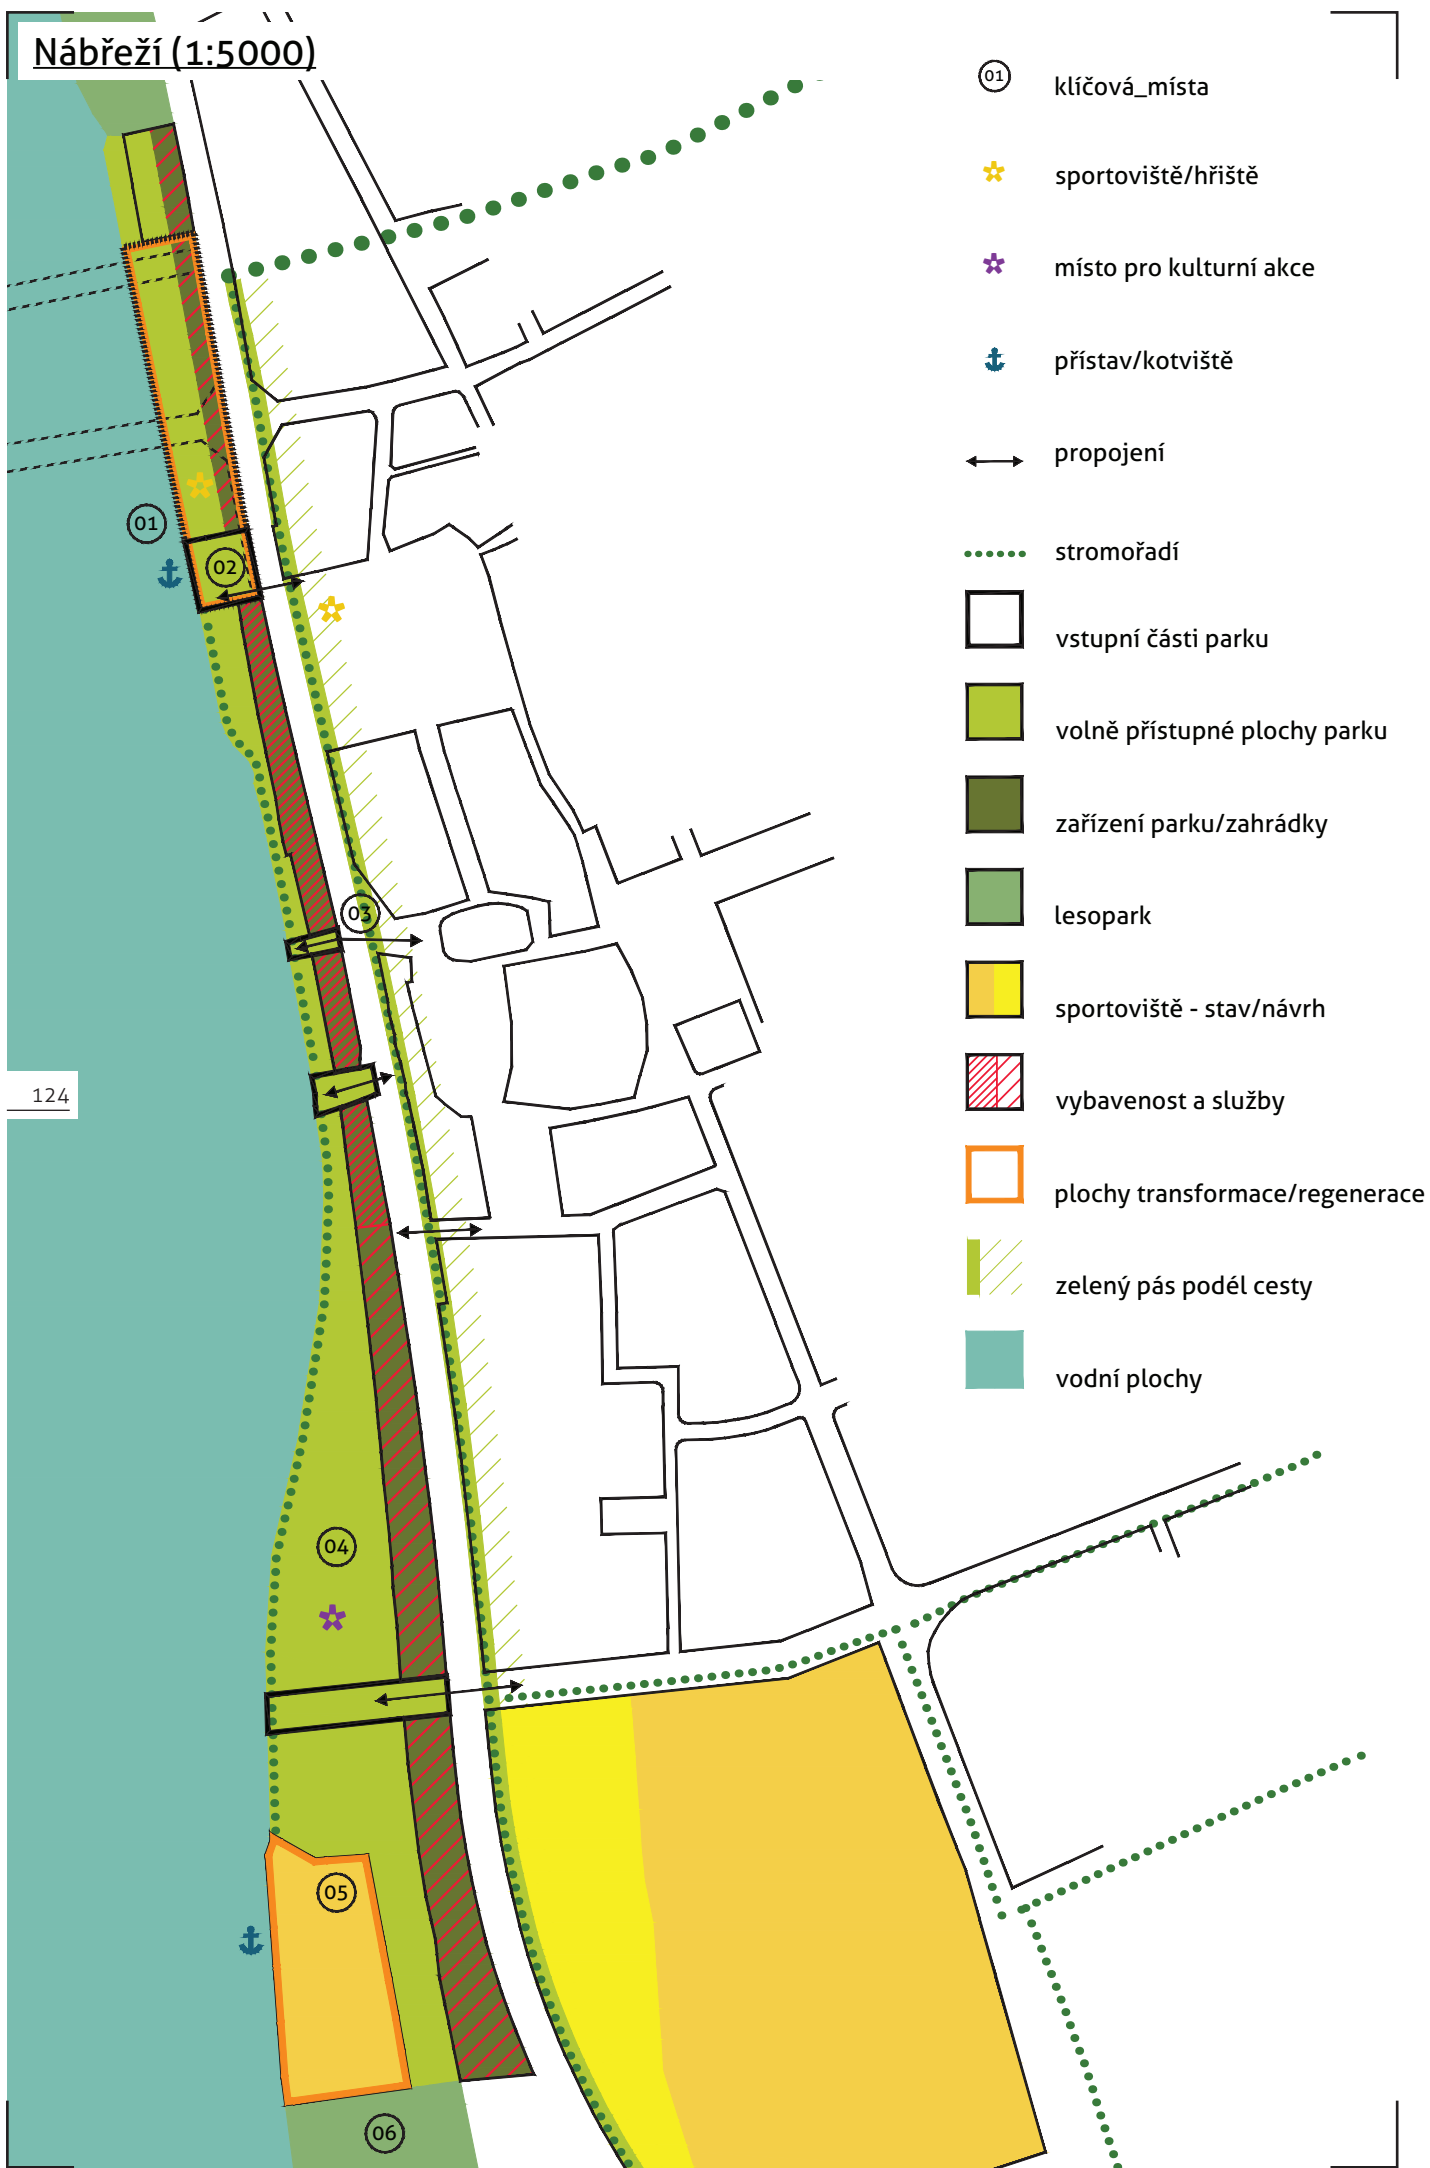 Nábřeží (1:5000)
01
klíčová_místa
sportoviště/hřiště
místo pro kulturní akce
přístav/kotviště
propojení
stromořadí
vstupní části parku
volně přístupné plochy parku
zařízení parku/zahrádky
lesopark
sportoviště - stav/návrh
vybavenost a služby
plochy transformace/regenerace
zelený pás podél cesty
vodní plochy
01
02
03
124
04
05
06